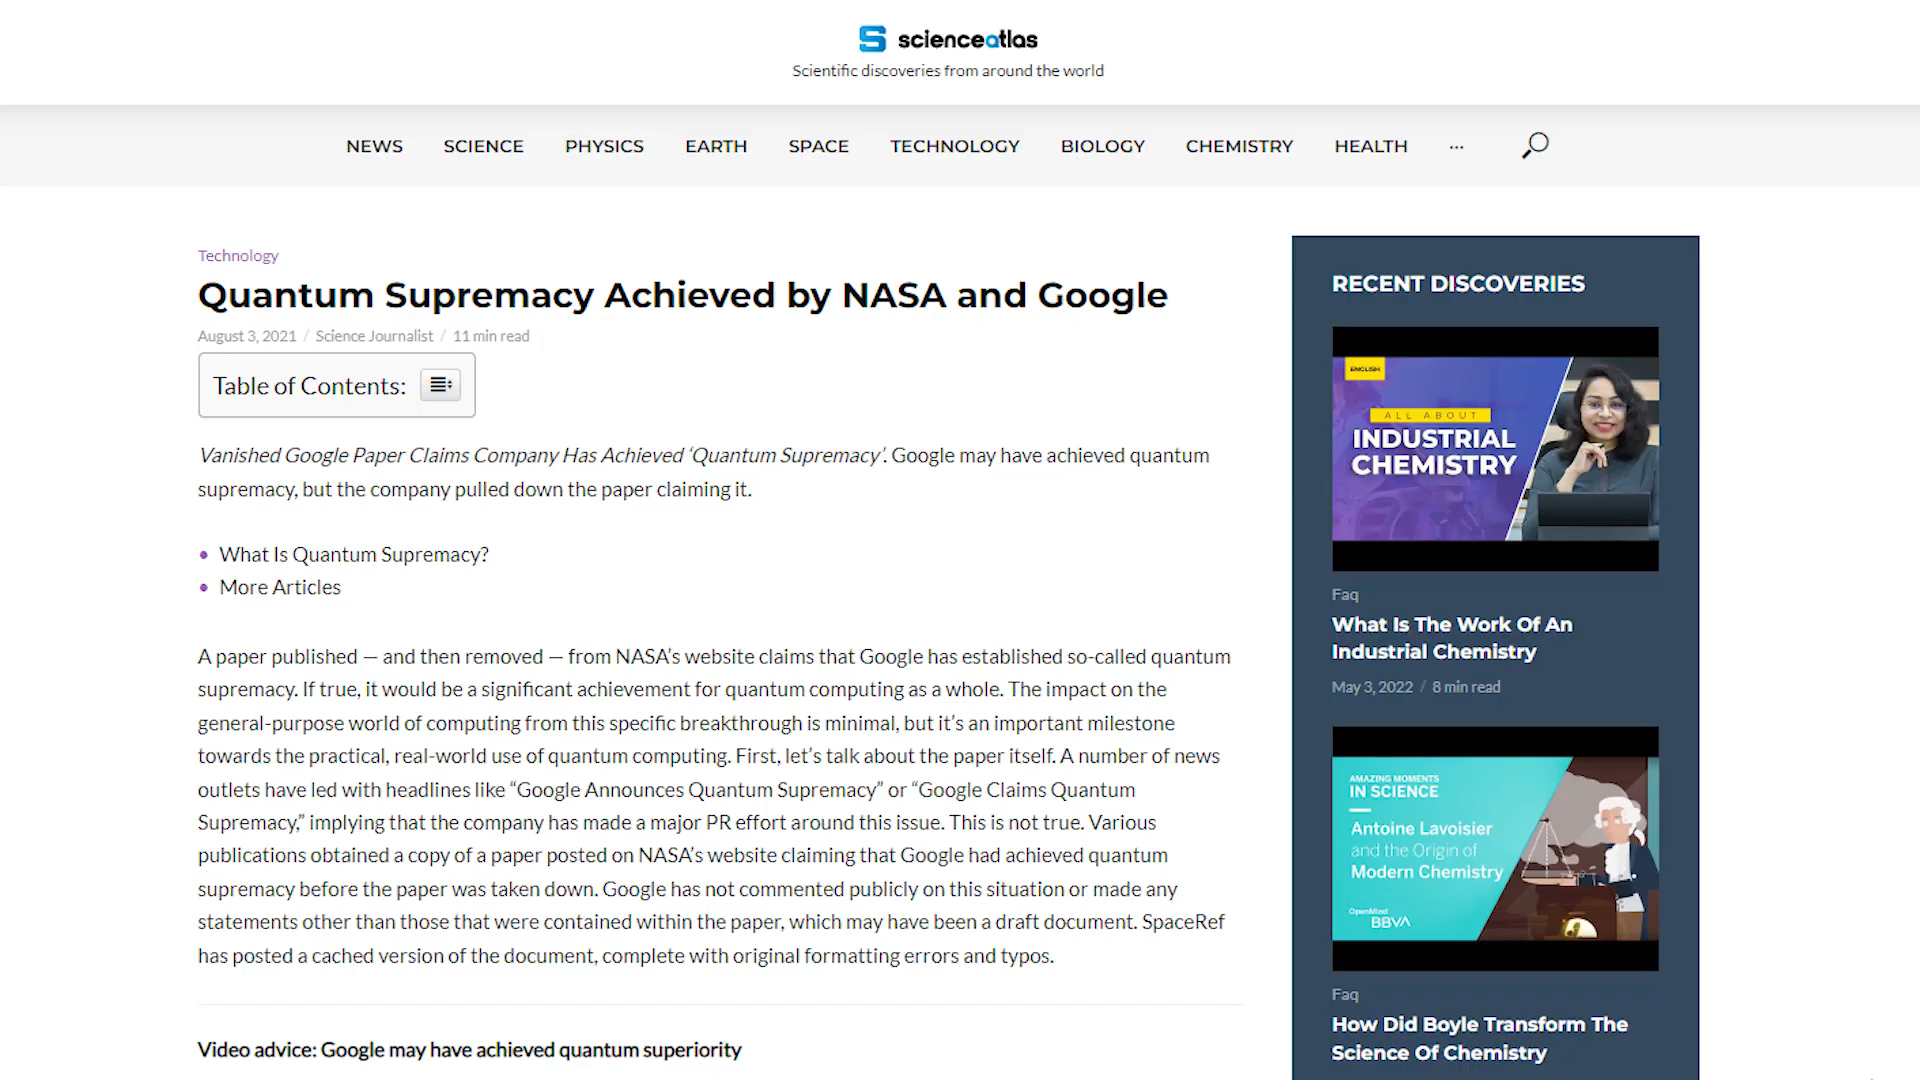 scienceatlas
Scientific discoveries from around the world
NEWS SCIENCE PHYSICS EARTH SPACE TECHNOLOGY BIOLOGY CHEMISTRY HEALTH ...
Technology
Quantum Supremacy Achieved by NASA and Google
August 3, 2021 / Science Journalist / 11 min read
Table of Contents:
Vanished Google Paper Claims Company Has Achieved ‘Quantum Supremacy’. Google may have achieved quantum
supremacy, but the company pulled down the paper claiming it.
• What Is Quantum Supremacy?
• More Articles
A paper published — and then removed — from NASA’s website claims that Google has established so-called quantum
supremacy. If true, it would be a significant achievement for quantum computing as a whole. The impact on the
general-purpose world of computing from this specific breakthrough is minimal, but it’s an important milestone
towards the practical, real-world use of quantum computing. First, let’s talk about the paper itself. A number of news
outlets have led with headlines like “Google Announces Quantum Supremacy” or “Google Claims Quantum
Supremacy,” implying that the company has made a major PR effort around this issue. This is not true. Various
publications obtained a copy of a paper posted on NASA’s website claiming that Google had achieved quantum
supremacy before the paper was taken down. Google has not commented publicly on this situation or made any
statements other than those that were contained within the paper, which may have been a draft document. SpaceRef
has posted a cached version of the document, complete with original formatting errors and typos.
Video advice: Google may have achieved quantum superiority
RECENT DISCOVERIES
ENGLISH
ALL ABOUT
INDUSTRIAL
CHEMISTRY
Faq
What Is The Work Of An
Industrial Chemistry
May 3, 2022 / 8 min read
AMAZING MOMENTS
IN SCIENCE
Antoine Lavoisier
and the Origin of
Modern Chemistry
OpenMind
BBVA
Faq
How Did Boyle Transform The
Science Of Chemistry